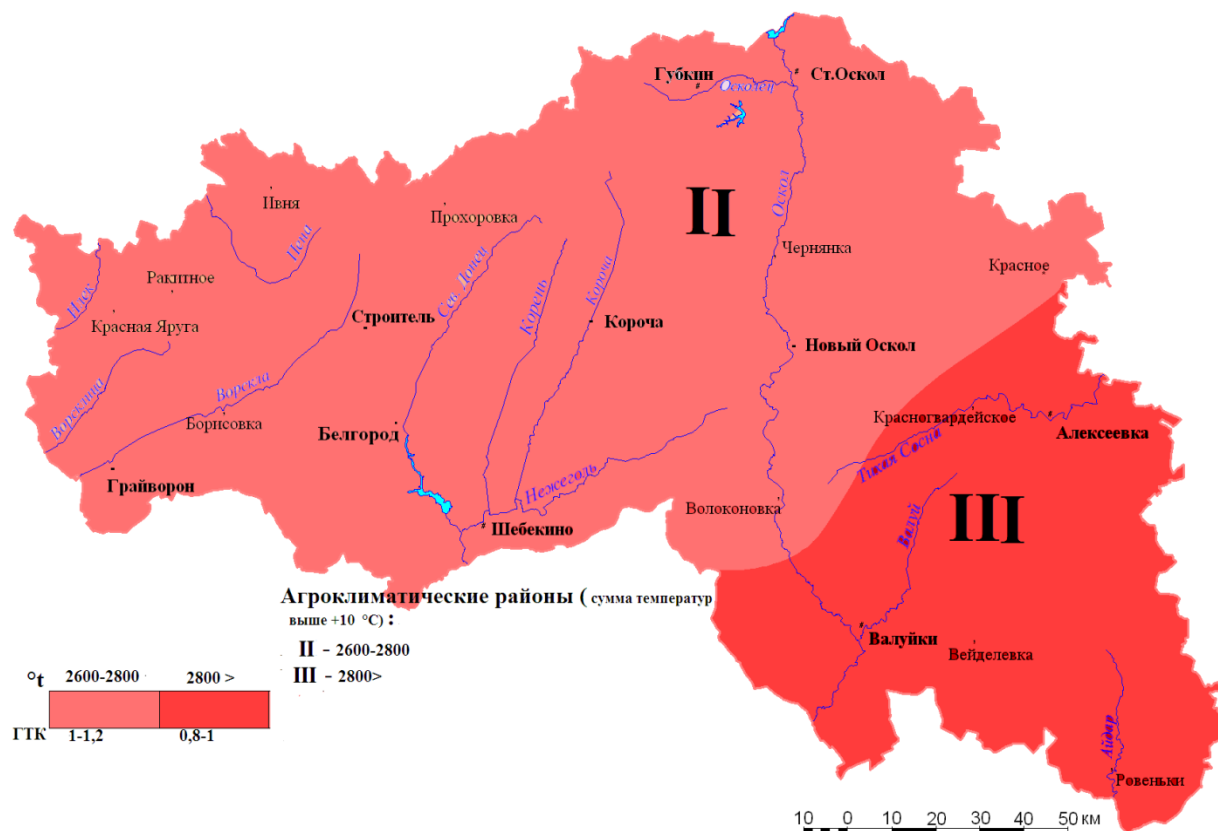 Губкин
Ст.Оскол
Осколец
II
Оскол
Ивня
Прохоровка
Пена
Сев. Донец
Короча
Корень
Чернянка
Красное
Ракитное
Илек
Красная Яруга
Строитель
Короча
Новый Оскол
Ворскла
Ворсклица
Борисовка
Белгород
Красногвардейское
Алексеевка
Тихая Сосна
Грайворон
Нежеголь
Волоконовка
Валуй
III
Шебекино
Агроклиматические районы ( сумма температур
выше +10 °С) :
II - 2600-2800
III - 2800>
Валуйки
Вейделевка
°t 2600-2800 2800 >
ГТК 1-1,2 0,8-1
Айдар
Ровеньки
10 0 10 20 30 40 50 км